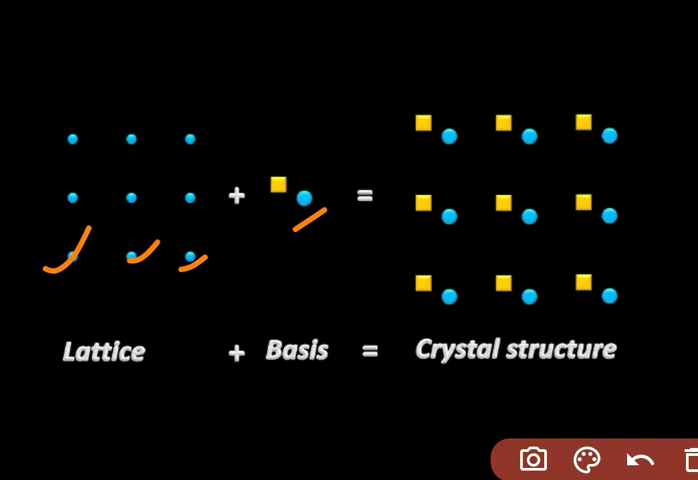 + =
Lattice + Basis = Crystal structure